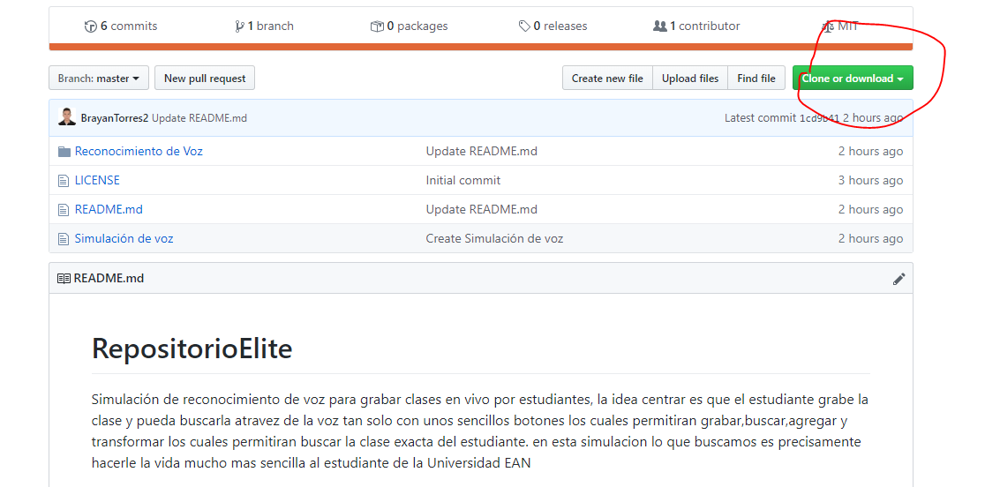 6 commits 1 branch 0 packages 0 releases 1 contributor MIT
Branch: master New pull request Create new file Upload files Find file Clone or download
BrayanTorres2 Update README.md Latest commit 1cd9b41 2 hours ago
Reconocimiento de Voz Update README.md 2 hours ago
LICENSE Initial commit 3 hours ago
README.md Update README.md 2 hours ago
Simulación de voz Create Simulación de voz 2 hours ago
README.md
RepositorioElite
Simulación de reconocimiento de voz para grabar clases en vivo por estudiantes, la idea centrar es que el estudiante grabe la
clase y pueda buscarla atravez de la voz tan solo con unos sencillos botones los cuales permitiran grabar,buscar,agregar y
transformar los cuales permitiran buscar la clase exacta del estudiante. en esta simulacion lo que buscamos es precisamente
hacerle la vida mucho mas sencilla al estudiante de la Universidad EAN